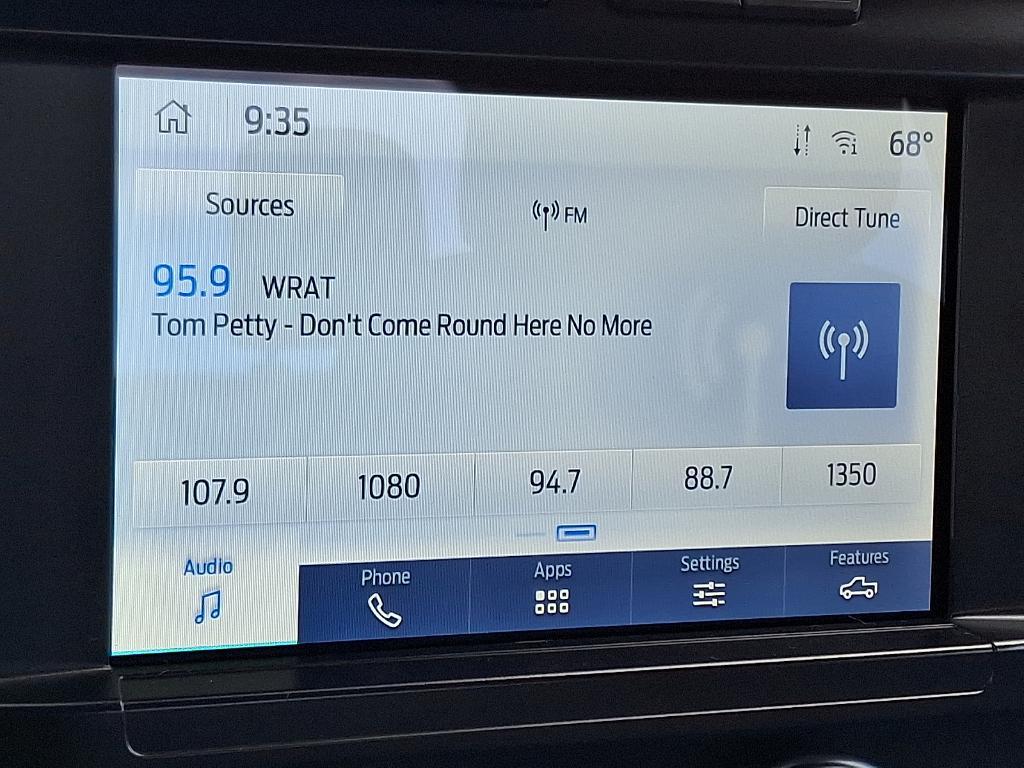 9:35
68°
Sources
FM
Direct Tune
95.9 WRAT
Tom Petty - Don't Come Round Here No More
107.9
1080
94.7
88.7
1350
Audio
Phone
Apps
Settings
Features